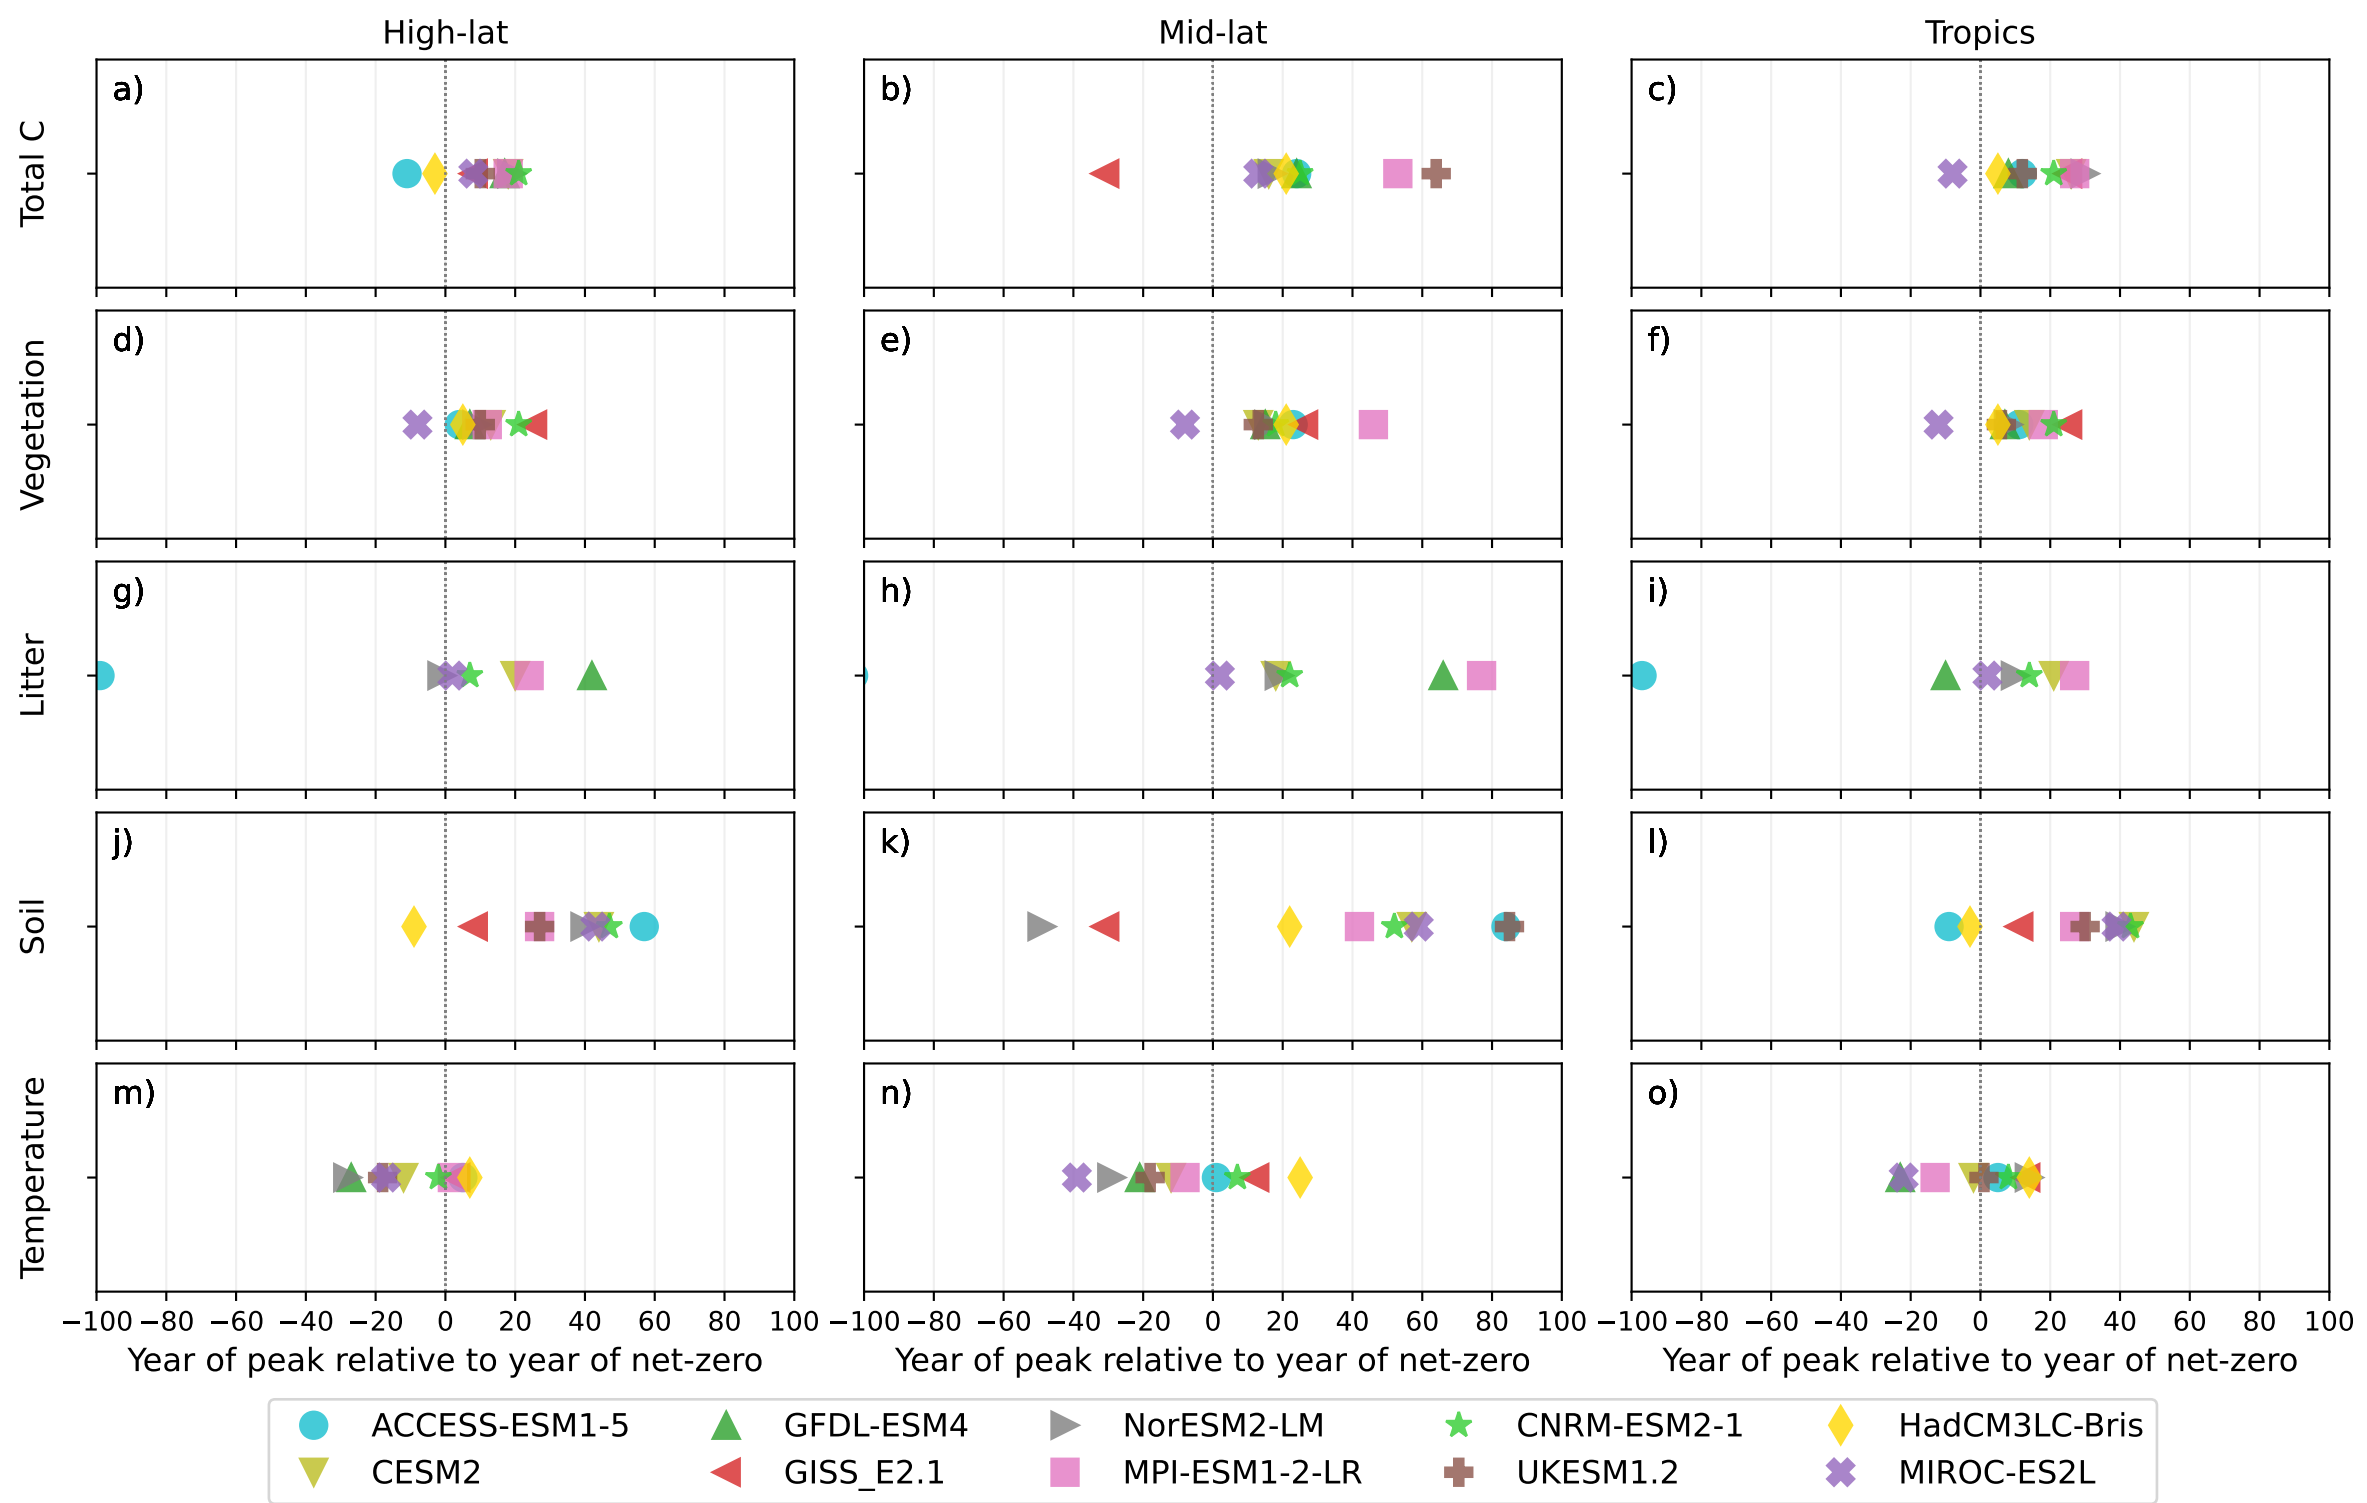 High-lat Mid-lat Tropics
Total C
a) b) c)
Vegetation
d) e) f)
Litter
g) h) i)
Soil
j) k) l)
Temperature
m) n) o)
−100 −80 −60 −40 −20 0 20 40 60 80 100 −100 −80 −60 −40 −20 0 20 40 60 80 100 −100 −80 −60 −40 −20 0 20 40 60 80 100
Year of peak relative to year of net-zero Year of peak relative to year of net-zero Year of peak relative to year of net-zero
ACCESS-ESM1-5 GFDL-ESM4 NorESM2-LM CNRM-ESM2-1 HadCM3LC-Bris
CESM2 GISS_E2.1 MPI-ESM1-2-LR UKESM1.2 MIROC-ES2L